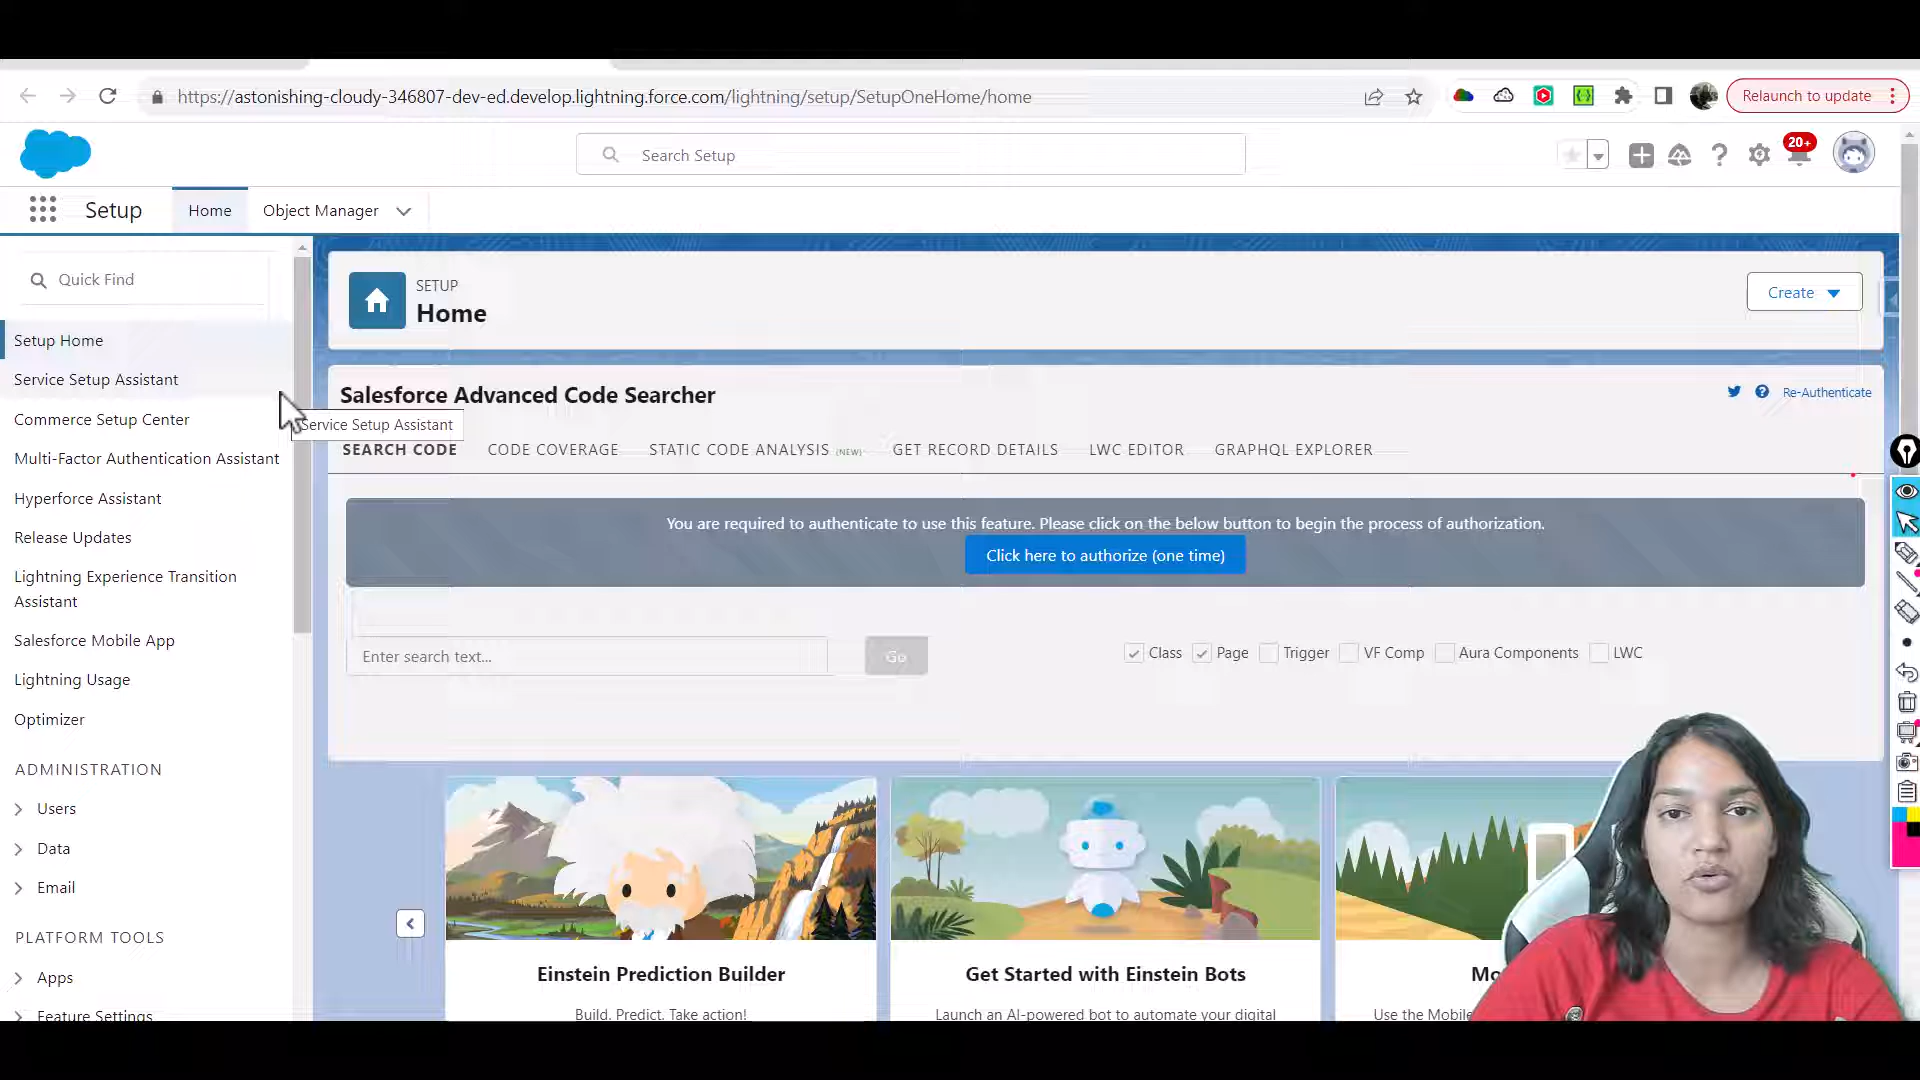 https://astonishing-cloudy-346807-dev-ed.develop.lightning.force.com/lightning/setup/SetupOneHome/home
Relaunch to update
Search Setup
20+
Setup
Home
Object Manager
Quick Find
Setup Home
Service Setup Assistant
Commerce Setup Center
Multi-Factor Authentication Assistant
Hyperforce Assistant
Release Updates
Lightning Experience Transition
Assistant
Salesforce Mobile App
Lightning Usage
Optimizer
ADMINISTRATION
Users
Data
Email
PLATFORM TOOLS
Apps
Feature Settings
SETUP
Home
Create
Salesforce Advanced Code Searcher
Re-Authenticate
Service Setup Assistant
SEARCH CODE
CODE COVERAGE
STATIC CODE ANALYSIS (NEW)
GET RECORD DETAILS
LWC EDITOR
GRAPHQL EXPLORER
You are required to authenticate to use this feature. Please click on the below button to begin the process of authorization.
Click here to authorize (one time)
Enter search text...
Go
Class
Page
Trigger
VF Comp
Aura Components
LWC
Einstein Prediction Builder
Build. Predict. Take action!
Get Started with Einstein Bots
Launch an AI-powered bot to automate your digital
Use the Mobile